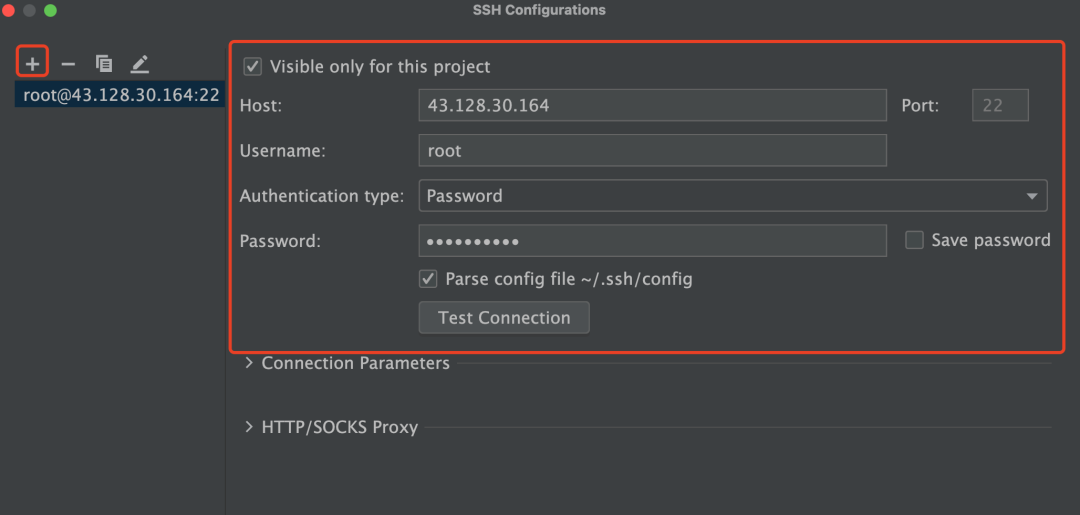 SSH Configurations
root@43.128.30.164:22
Visible only for this project
Host: 43.128.30.164 Port: 22
Username: root
Authentication type: Password
Password: •••••••••• Save password
Parse config file ~/.ssh/config
Test Connection
Connection Parameters
HTTP/SOCKS Proxy